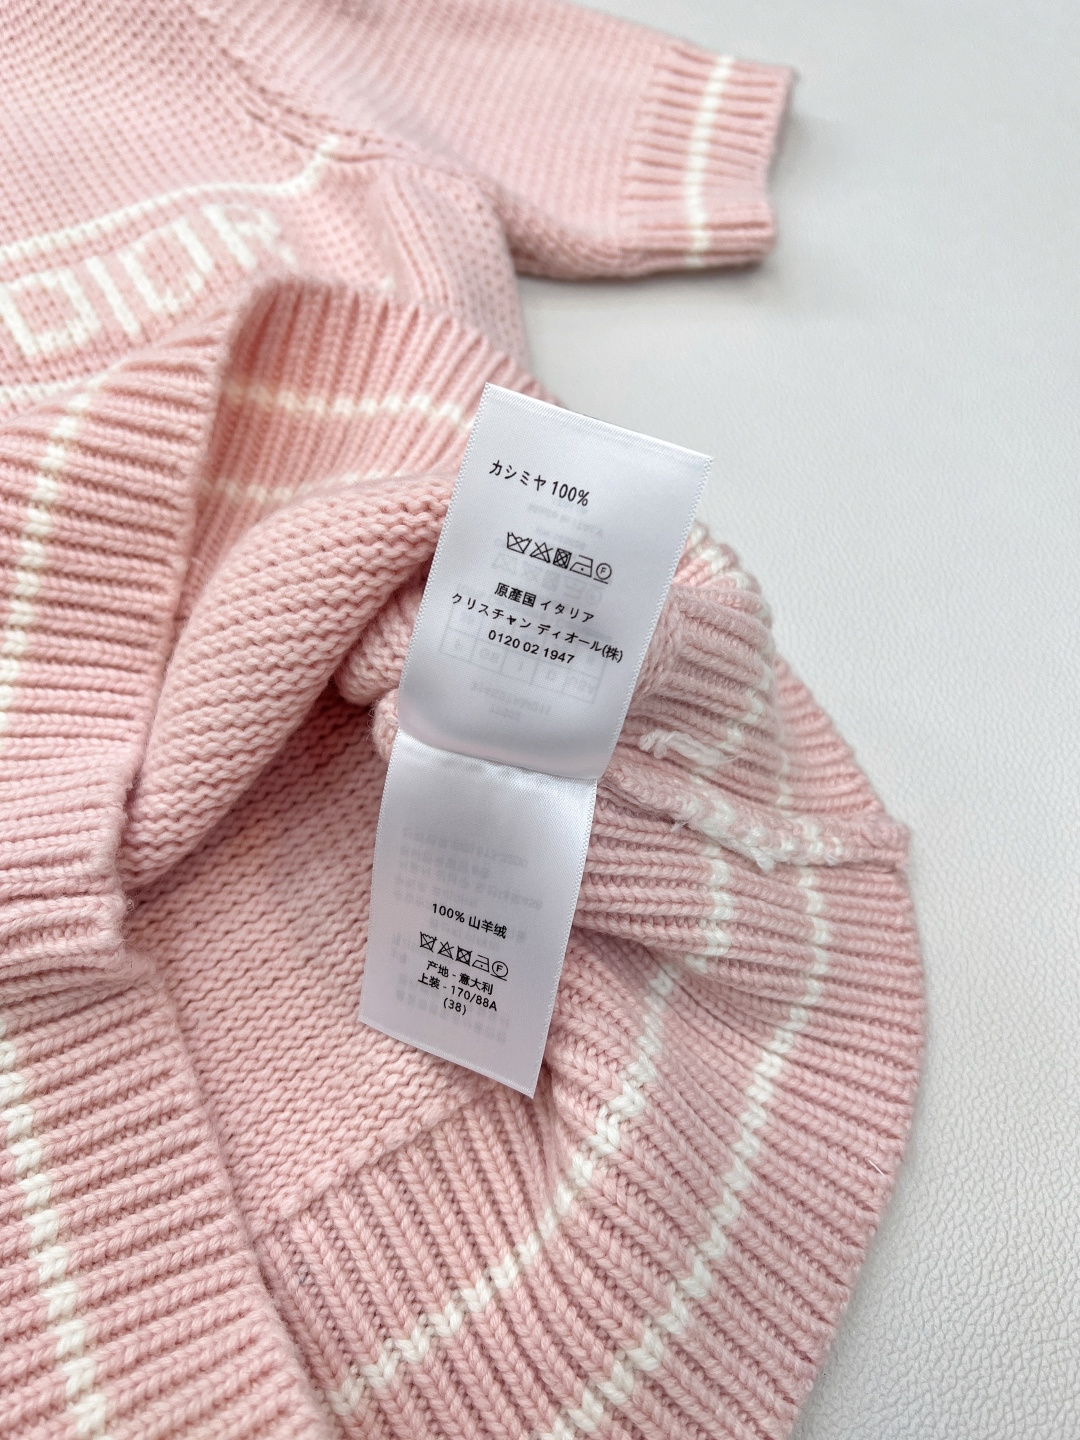 DIOR
カシミヤ 100%
F
原産国 イタリア
クリスチャン ディオール(株)
0120 02 1947
100% 山羊绒
F
产地 - 意大利
上装 - 170/88A
(38)